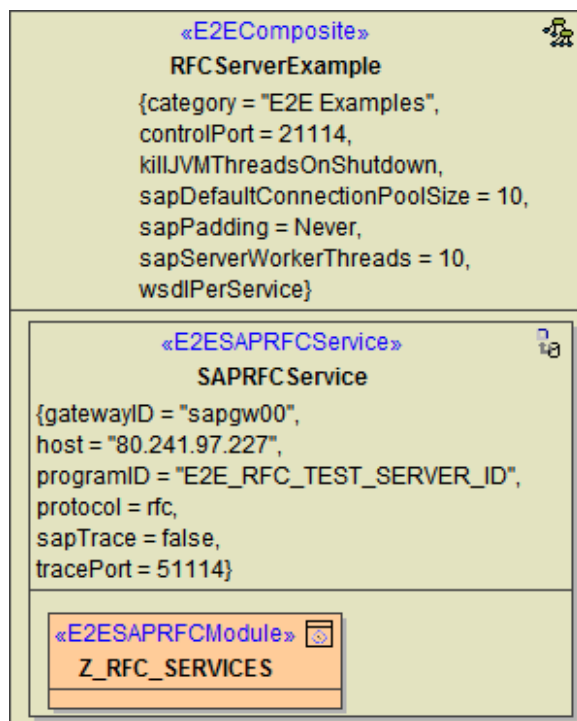 «E2EComposite»
RFCServerExample
{category = "E2E Examples",
controlPort = 21114,
killJVMThreadsOnShutdown,
sapDefaultConnectionPoolSize = 10,
sapPadding = Never,
sapServerWorkerThreads = 10,
wsdlPerService}
«E2ESAPRFCService»
SAPRFCService
{gatewayID = "sapgw00",
host = "80.241.97.227",
programID = "E2E_RFC_TEST_SERVER_ID",
protocol = rfc,
sapTrace = false,
tracePort = 51114}
«E2ESAPRFCModule»
Z_RFC_SERVICES